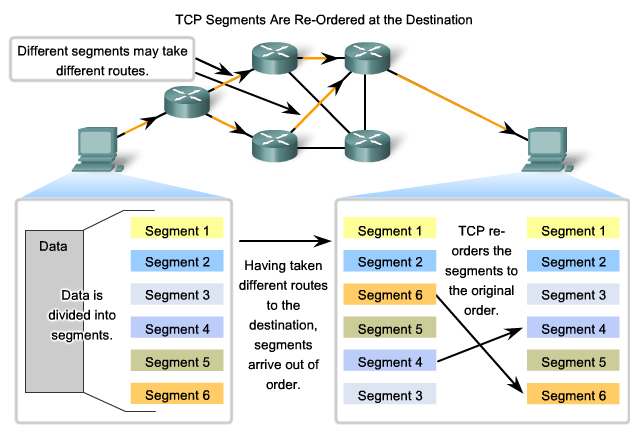 TCP Segments Are Re-Ordered at the Destination
Different segments may take
different routes.
Data
Data is
divided into
segments.
Segment 1
Segment 2
Segment 3
Segment 4
Segment 5
Segment 6
Having taken
different routes
to the
destination,
segments
arrive out of
order.
Segment 1
Segment 2
Segment 6
Segment 5
Segment 4
Segment 3
TCP re-
orders the
segments to
the original
order.
Segment 1
Segment 2
Segment 3
Segment 4
Segment 5
Segment 6